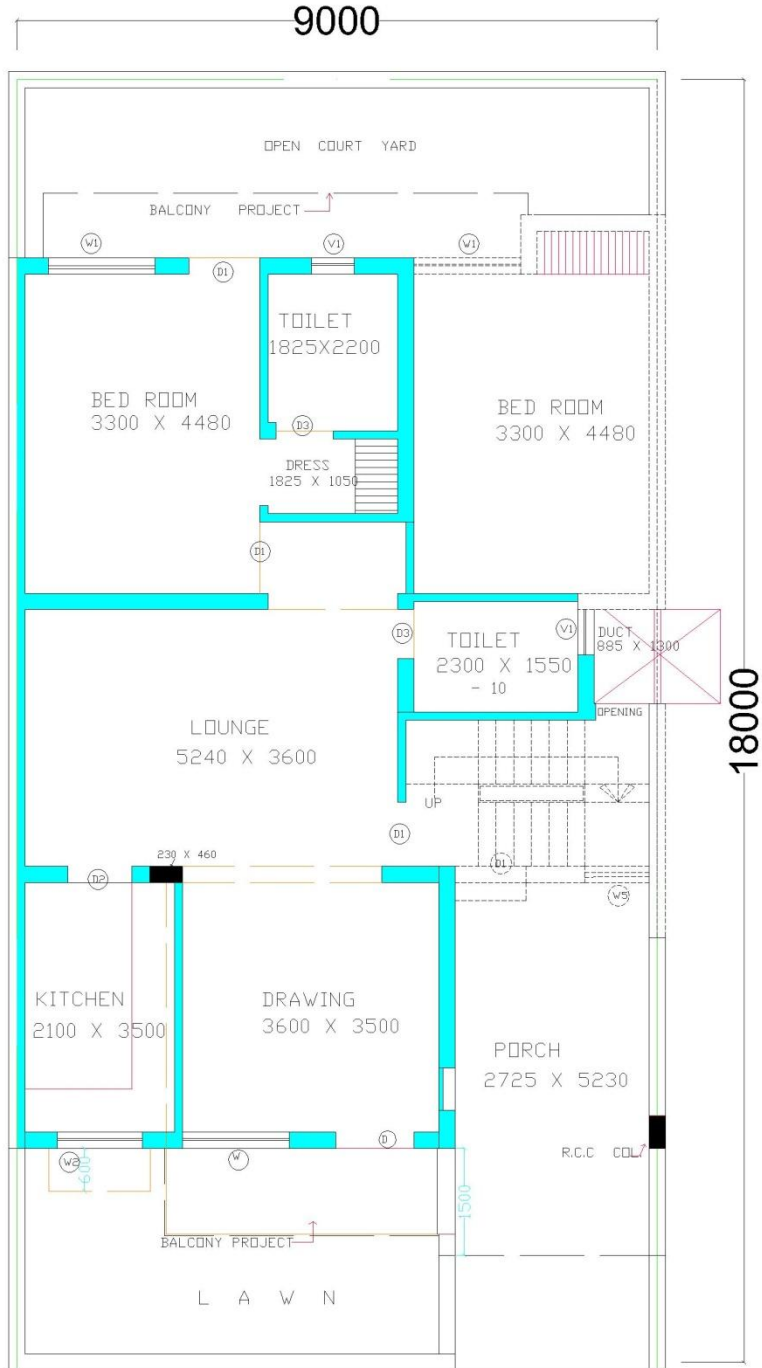 9000
OPEN COURT YARD
BALCONY PROJECT
W1
V1
W1
D1
TOILET
1825X2200
BED ROOM
3300 X 4480
BED ROOM
3300 X 4480
D3
DRESS
1825 X 1050
D1
D3
TOILET
2300 X 1550
- 10
V1
DUCT
885 X 1300
OPENING
18000
LOUNGE
5240 X 3600
UP
D1
D1
230 X 460
D2
W5
KITCHEN
2100 X 3500
DRAWING
3600 X 3500
PORCH
2725 X 5230
R.C.C COL.
W2
600
W
D
1500
BALCONY PROJECT
L A W N